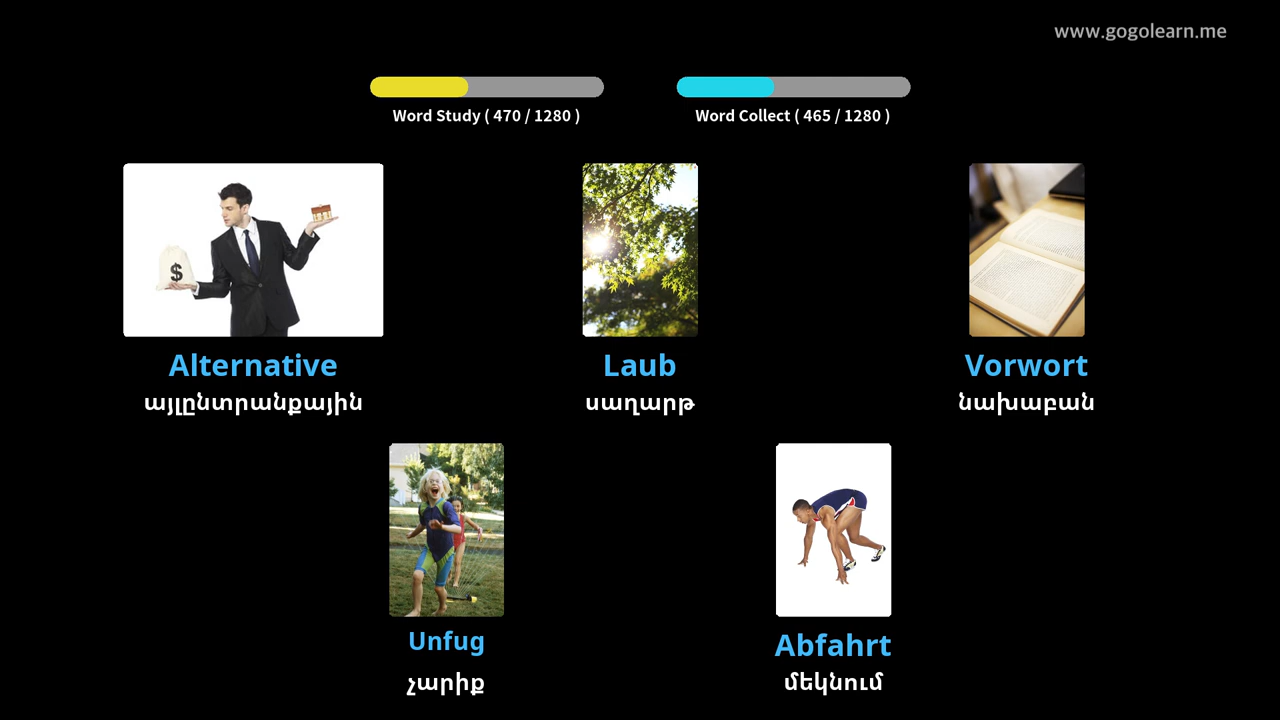 www.gogolearn.me
Word Study ( 470 / 1280 )
Word Collect ( 465 / 1280 )
Alternative
այլընտրանքային
Laub
սաղարթ
Vorwort
նախաբան
Unfug
չարիք
Abfahrt
մեկնում